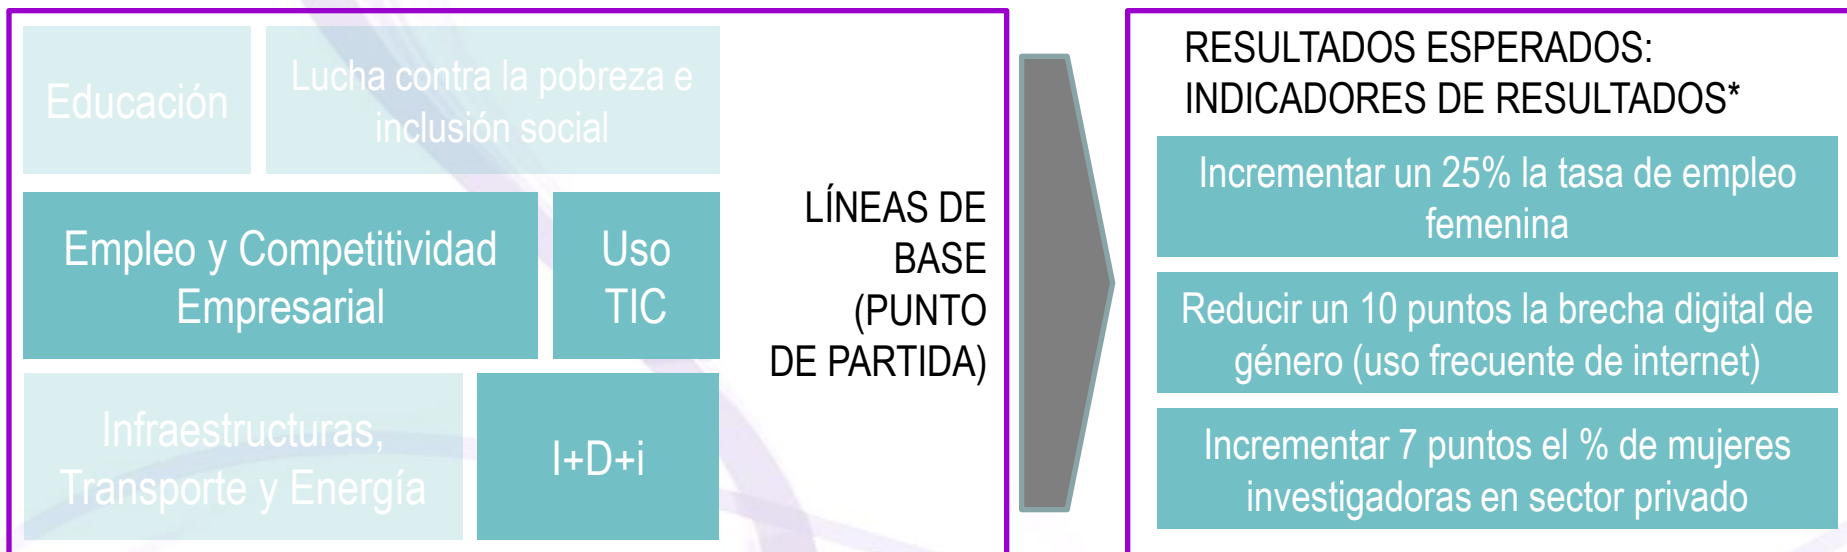 Educación
Lucha contra la pobreza e
inclusión social
Empleo y Competitividad
Empresarial
Uso
TIC
Infraestructuras,
Transporte y Energía
I+D+i
LÍNEAS DE
BASE
(PUNTO
DE PARTIDA)
RESULTADOS ESPERADOS:
INDICADORES DE RESULTADOS*
Incrementar un 25% la tasa de empleo
femenina
Reducir un 10 puntos la brecha digital de
género (uso frecuente de internet)
Incrementar 7 puntos el % de mujeres
investigadoras en sector privado